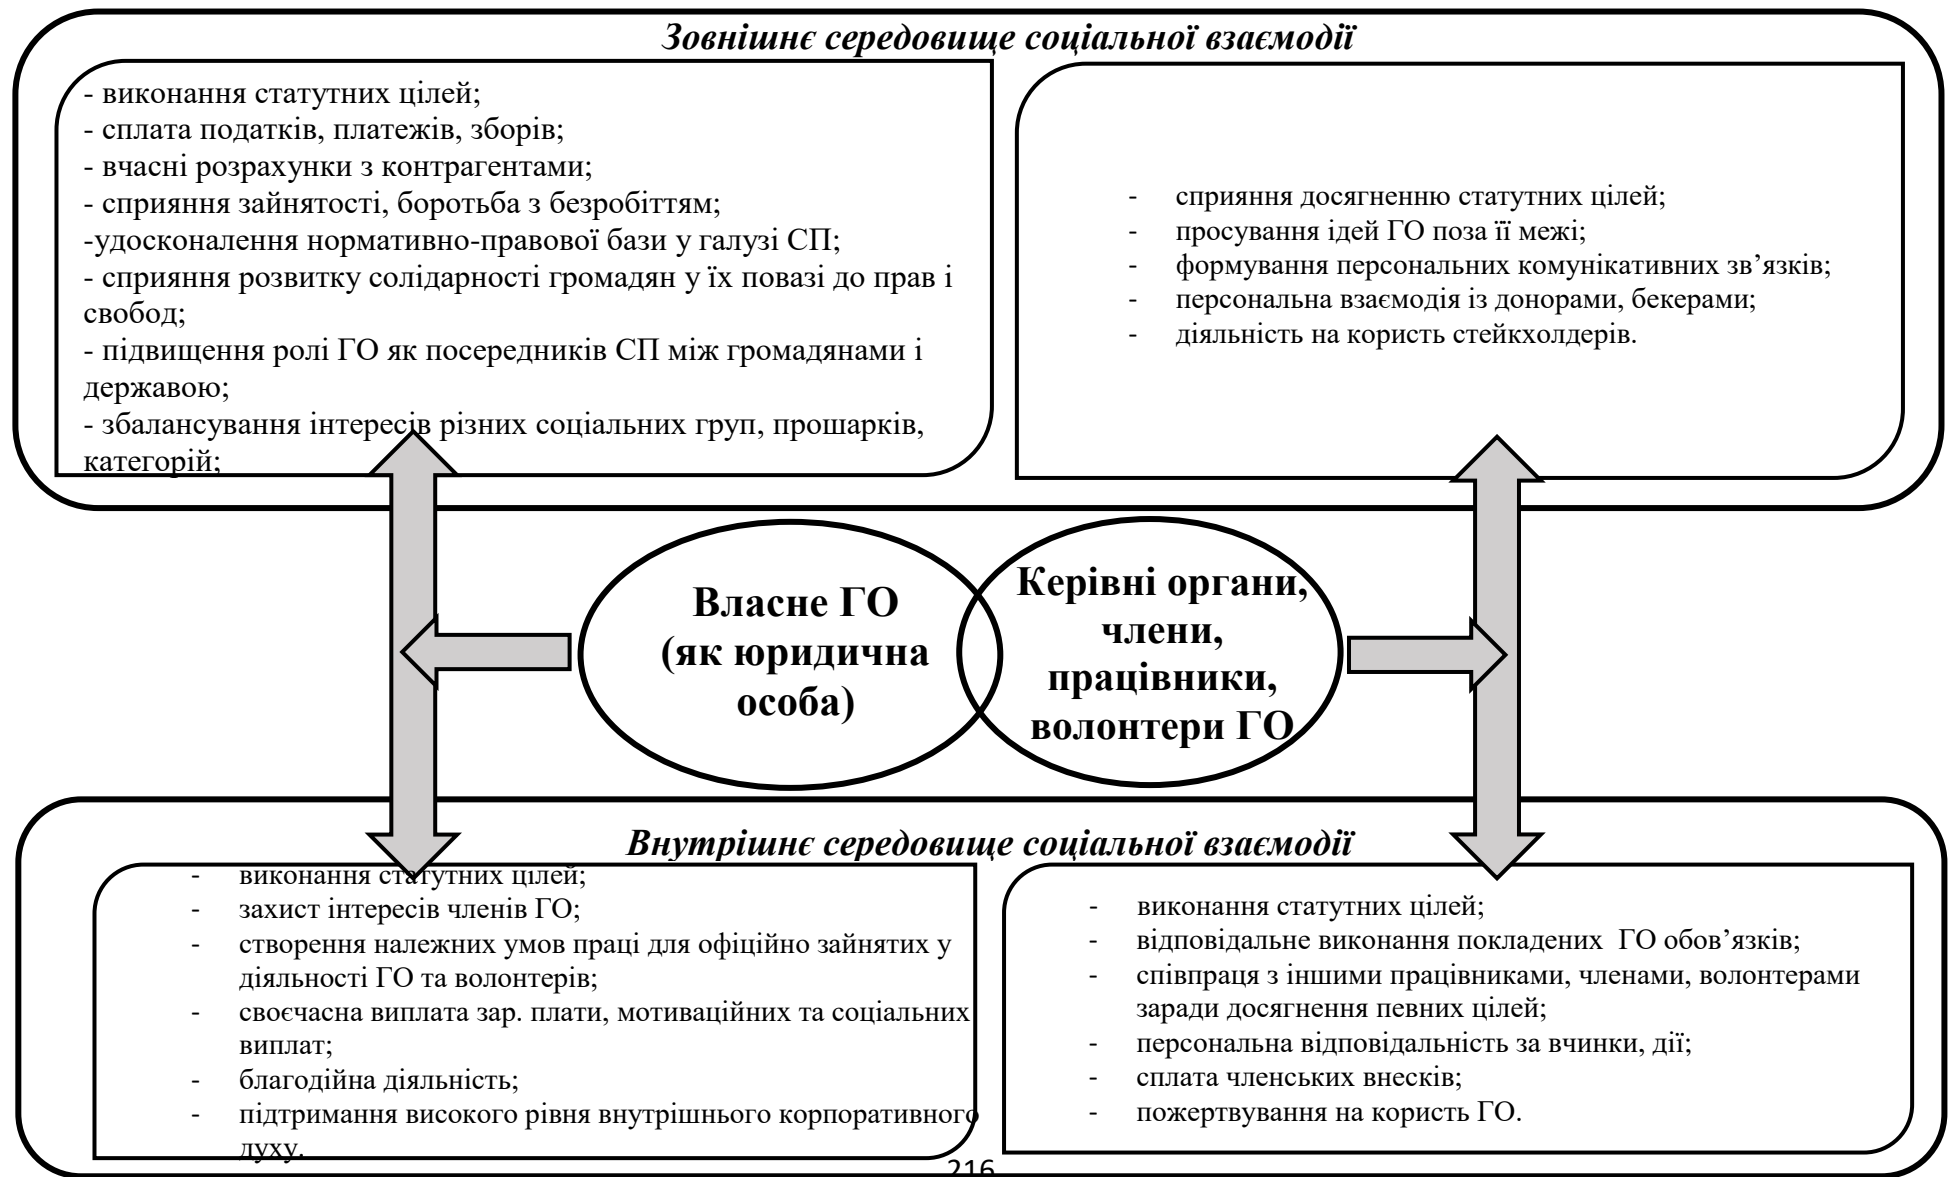 Зовнішнє середовище соціальної взаємодії
- виконання статутних цілей;
- сплата податків, платежів, зборів;
- вчасні розрахунки з контрагентами;
- сприяння зайнятості, боротьба з безробіттям;
-удосконалення нормативно-правової бази у галузі СП;
- сприяння розвитку солідарності громадян у їх повазі до прав і
свобод;
- підвищення ролі ГО як посередників СП між громадянами і
державою;
- збалансування інтересів різних соціальних груп, прошарків,
категорій;
- сприяння досягненню статутних цілей;
- просування ідей ГО поза її межі;
- формування персональних комунікативних зв’язків;
- персональна взаємодія із донорами, бекерами;
- діяльність на користь стейкхолдерів.
Власне ГО
(як юридична
особа)
Керівні органи,
члени,
працівники,
волонтери ГО
Внутрішнє середовище соціальної взаємодії
- виконання статутних цілей;
- захист інтересів членів ГО;
- створення належних умов праці для офіційно зайнятих у
діяльності ГО та волонтерів;
- своєчасна виплата зар. плати, мотиваційних та соціальних
виплат;
- благодійна діяльність;
- підтримання високого рівня внутрішнього корпоративного
духу.
- виконання статутних цілей;
- відповідальне виконання покладених ГО обов’язків;
- співпраця з іншими працівниками, членами, волонтерами
заради досягнення певних цілей;
- персональна відповідальність за вчинки, дії;
- сплата членських внесків;
- пожертвування на користь ГО.
216